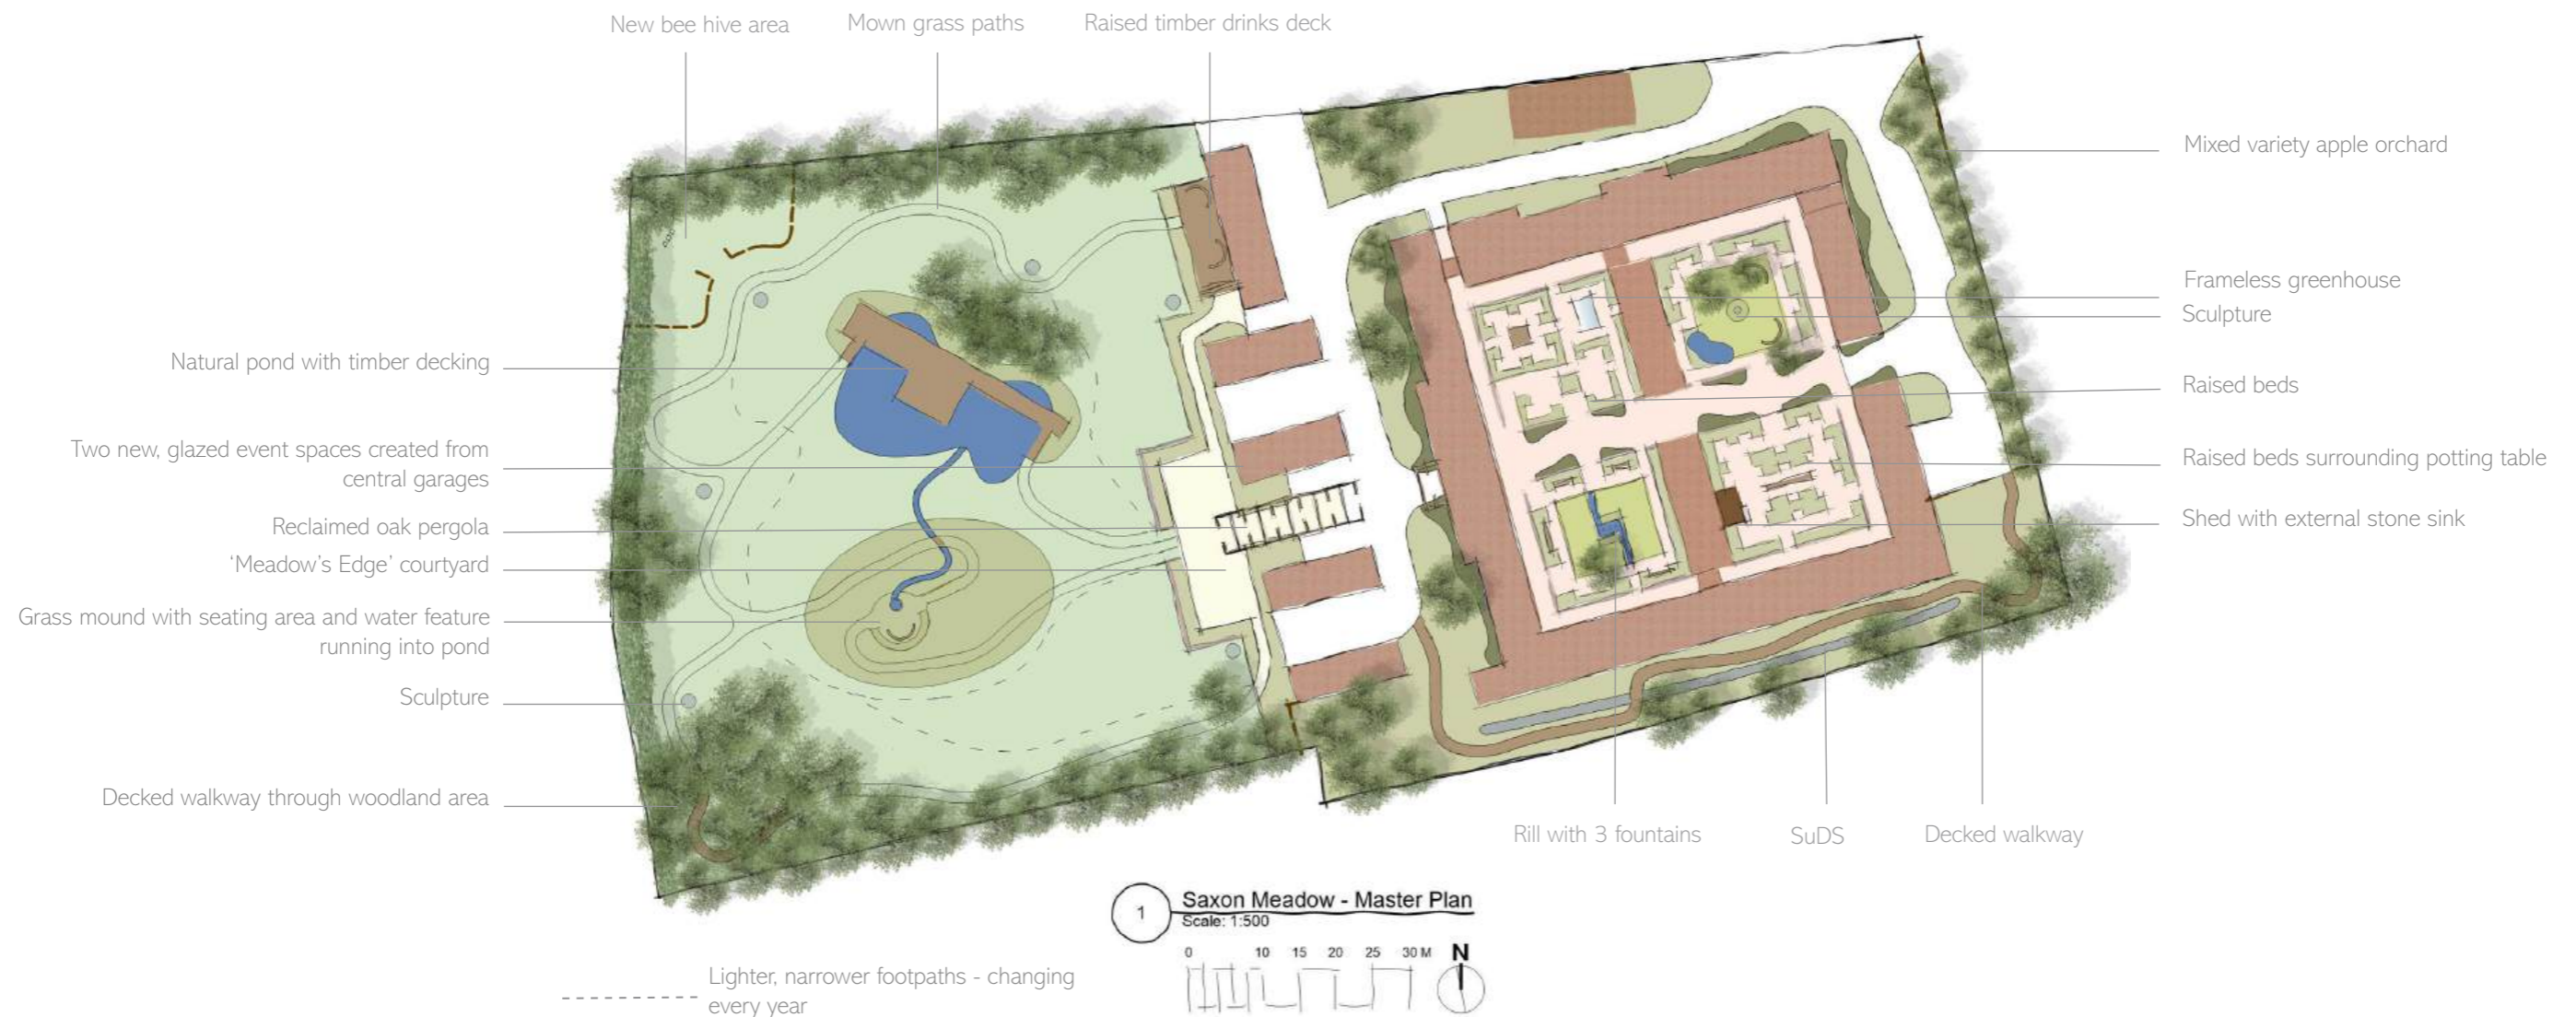 New bee hive area
Mown grass paths
Raised timber drinks deck
Mixed variety apple orchard
Frameless greenhouse
Sculpture
Natural pond with timber decking
Raised beds
Two new, glazed event spaces created from
central garages
Raised beds surrounding potting table
Reclaimed oak pergola
Shed with external stone sink
‘Meadow’s Edge’ courtyard
Grass mound with seating area and water feature
running into pond
Sculpture
Decked walkway through woodland area
Rill with 3 fountains
SuDS
Decked walkway
1
Saxon Meadow - Master Plan
Scale: 1:500
0 10 15 20 25 30 M
N
Lighter, narrower footpaths - changing
every year